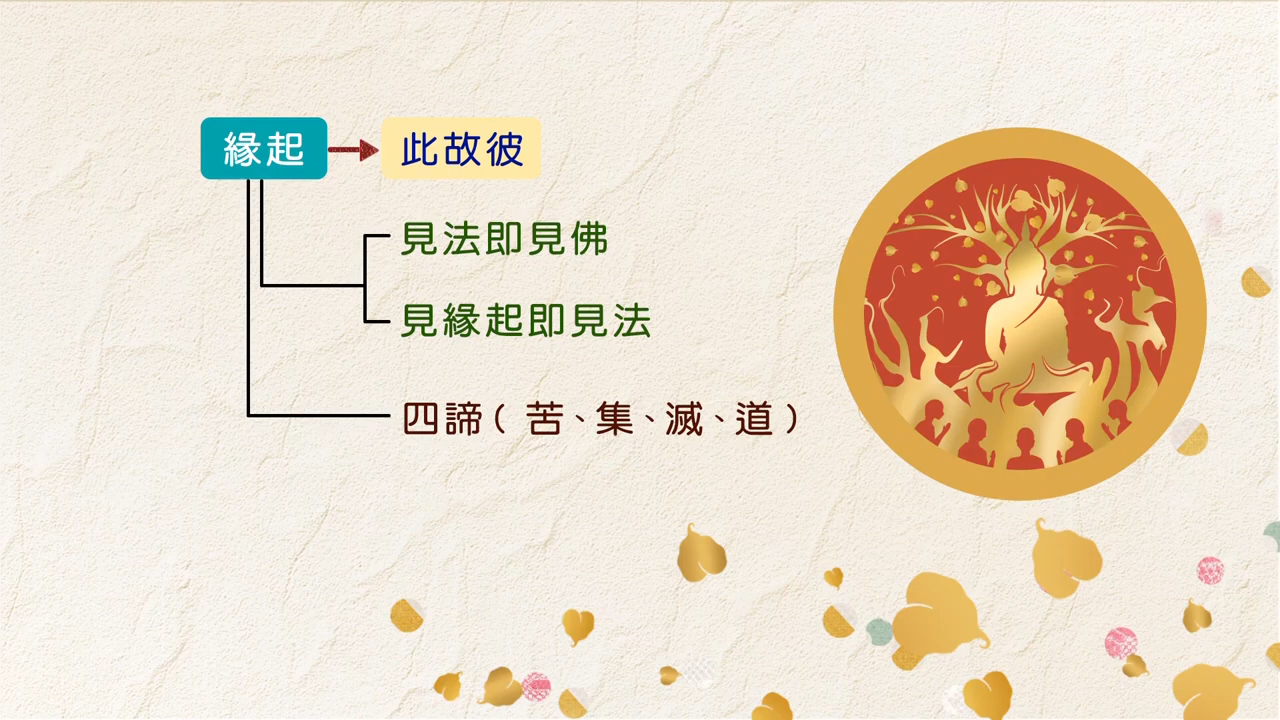 緣起 此故彼
見法即見佛
見緣起即見法
四諦（苦、集、滅、道）